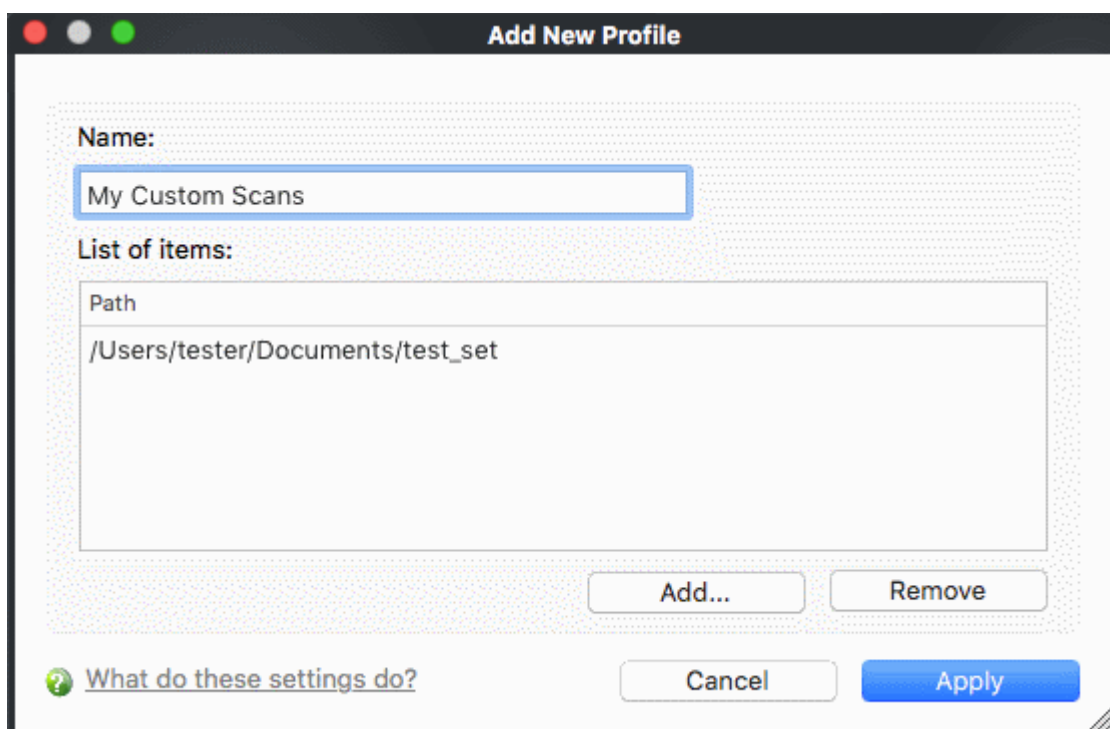 Add New Profile
Name:
My Custom Scans
List of items:
Path
/Users/tester/Documents/test_set
Add...
Remove
What do these settings do?
Cancel
Apply